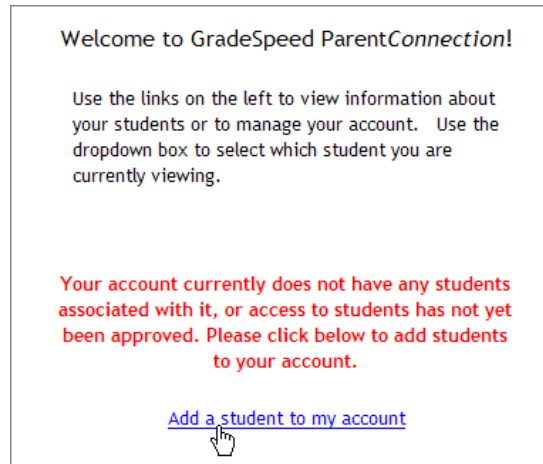 Welcome to GradeSpeed ParentConnection!
Use the links on the left to view information about
your students or to manage your account. Use the
dropdown box to select which student you are
currently viewing.
Your account currently does not have any students
associated with it, or access to students has not yet
been approved. Please click below to add students
to your account.
Add a student to my account